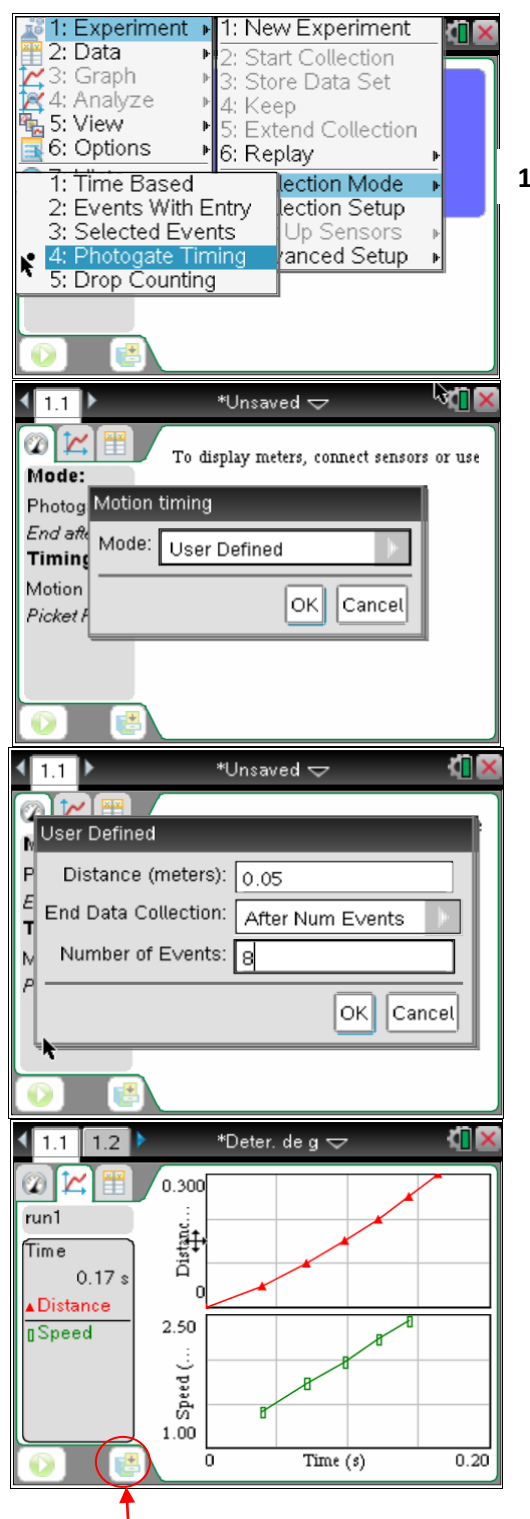 1: Experiment
2: Data
3: Graph
4: Analyze
5: View
6: Options
1: New Experiment
2: Start Collection
3: Store Data Set
4: Keep
5: Extend Collection
6: Replay
lection Mode
lection Setup
Up Sensors
anced Setup
1: Time Based
2: Events With Entry
3: Selected Events
4: Photogate Timing
5: Drop Counting
1
1.1 *Unsaved
To display meters, connect sensors or use
Mode:
Photog
End afte
Timing
Motion
Picket F
Motion timing
Mode: User Defined
OK Cancel
1.1 *Unsaved
User Defined
Distance (meters): 0.05
End Data Collection: After Num Events
Number of Events: 8
OK Cancel
1.1 1.2 *Deter. de g
run1
Time
0.17 s
Distance
Speed
0.300
Distanc...
0
2.50
Speed (...
1.00
0 Time (s) 0.20